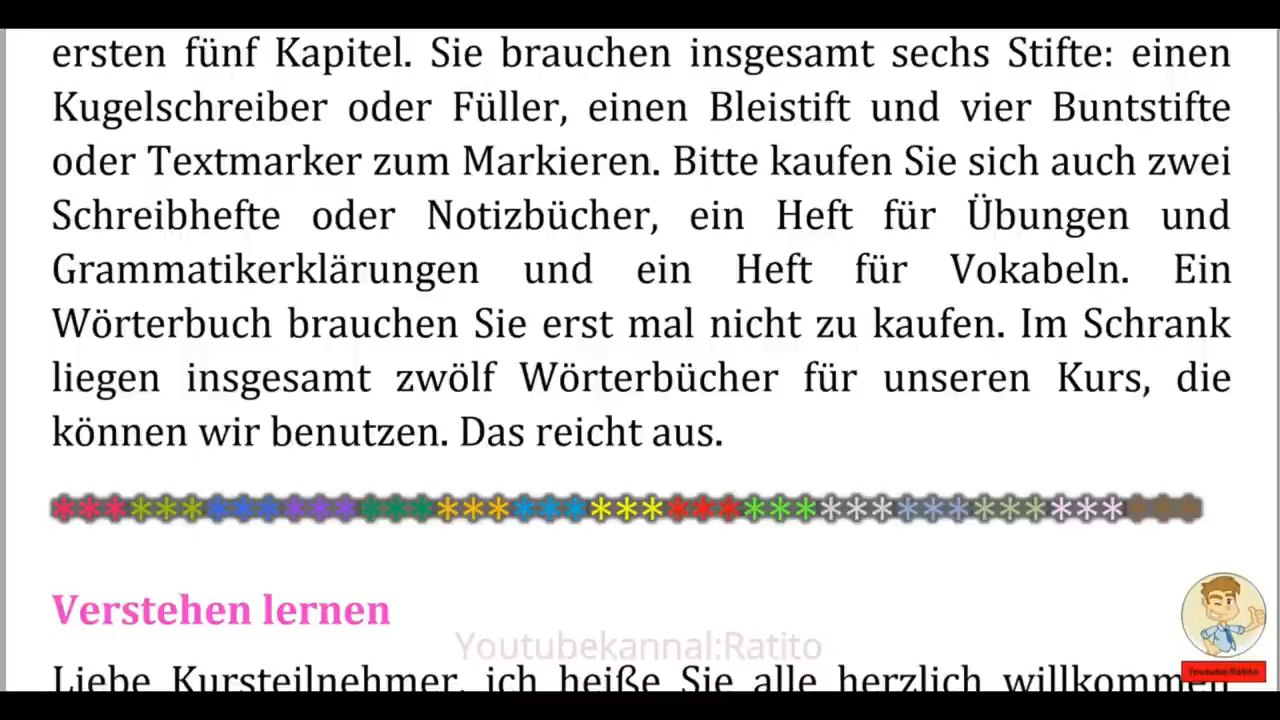 ersten fünf Kapitel. Sie brauchen insgesamt sechs Stifte: einen
Kugelschreiber oder Füller, einen Bleistift und vier Buntstifte
oder Textmarker zum Markieren. Bitte kaufen Sie sich auch zwei
Schreibhefte oder Notizbücher, ein Heft für Übungen und
Grammatikerklärungen und ein Heft für Vokabeln. Ein
Wörterbuch brauchen Sie erst mal nicht zu kaufen. Im Schrank
liegen insgesamt zwölf Wörterbücher für unseren Kurs, die
können wir benutzen. Das reicht aus.
*********************************************
Verstehen lernen
Youtubekannal:Ratito
Liebe Kursteilnehmer, ich heiße Sie alle herzlich willkommen
Youtube:Ratito